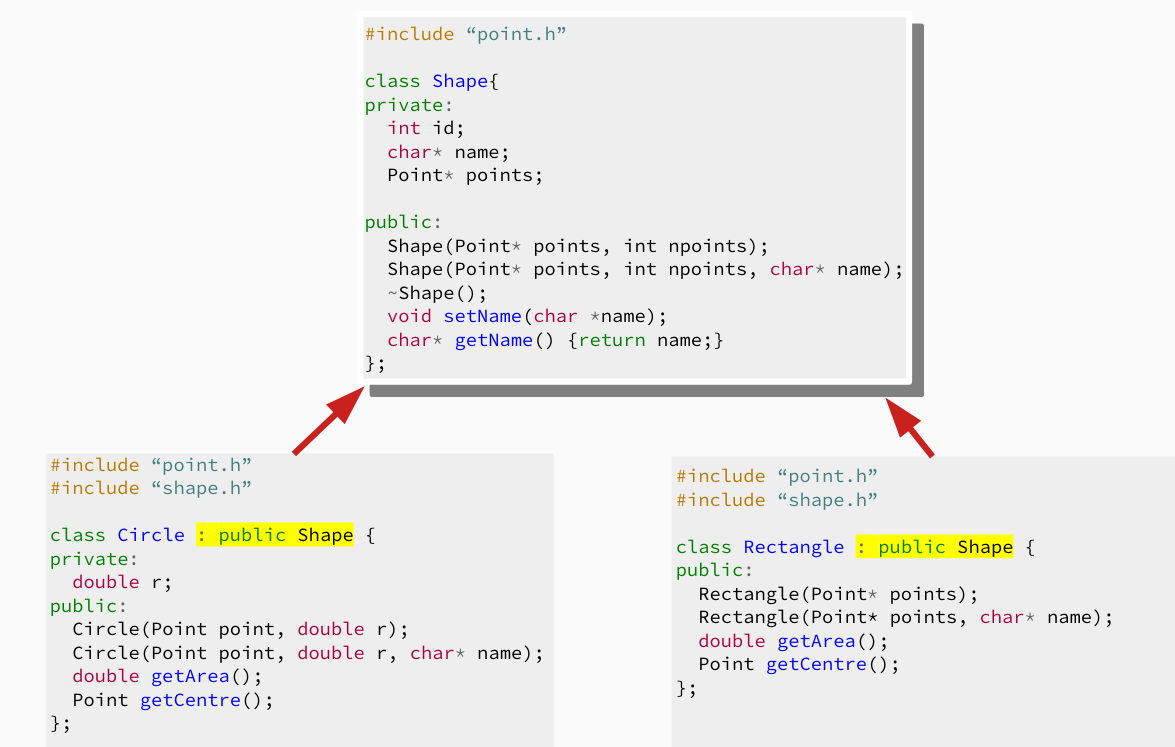 #include “point.h”
class Shape{
private:
int id;
char* name;
Point* points;
public:
Shape(Point* points, int npoints);
Shape(Point* points, int npoints, char* name);
~Shape();
void setName(char *name);
char* getName() {return name;}
};
#include “point.h”
#include “shape.h”
class Circle : public Shape {
private:
double r;
public:
Circle(Point point, double r);
Circle(Point point, double r, char* name);
double getArea();
Point getCentre();
};
#include “point.h”
#include “shape.h”
class Rectangle : public Shape {
public:
Rectangle(Point* points);
Rectangle(Point* points, char* name);
double getArea();
Point getCentre();
};